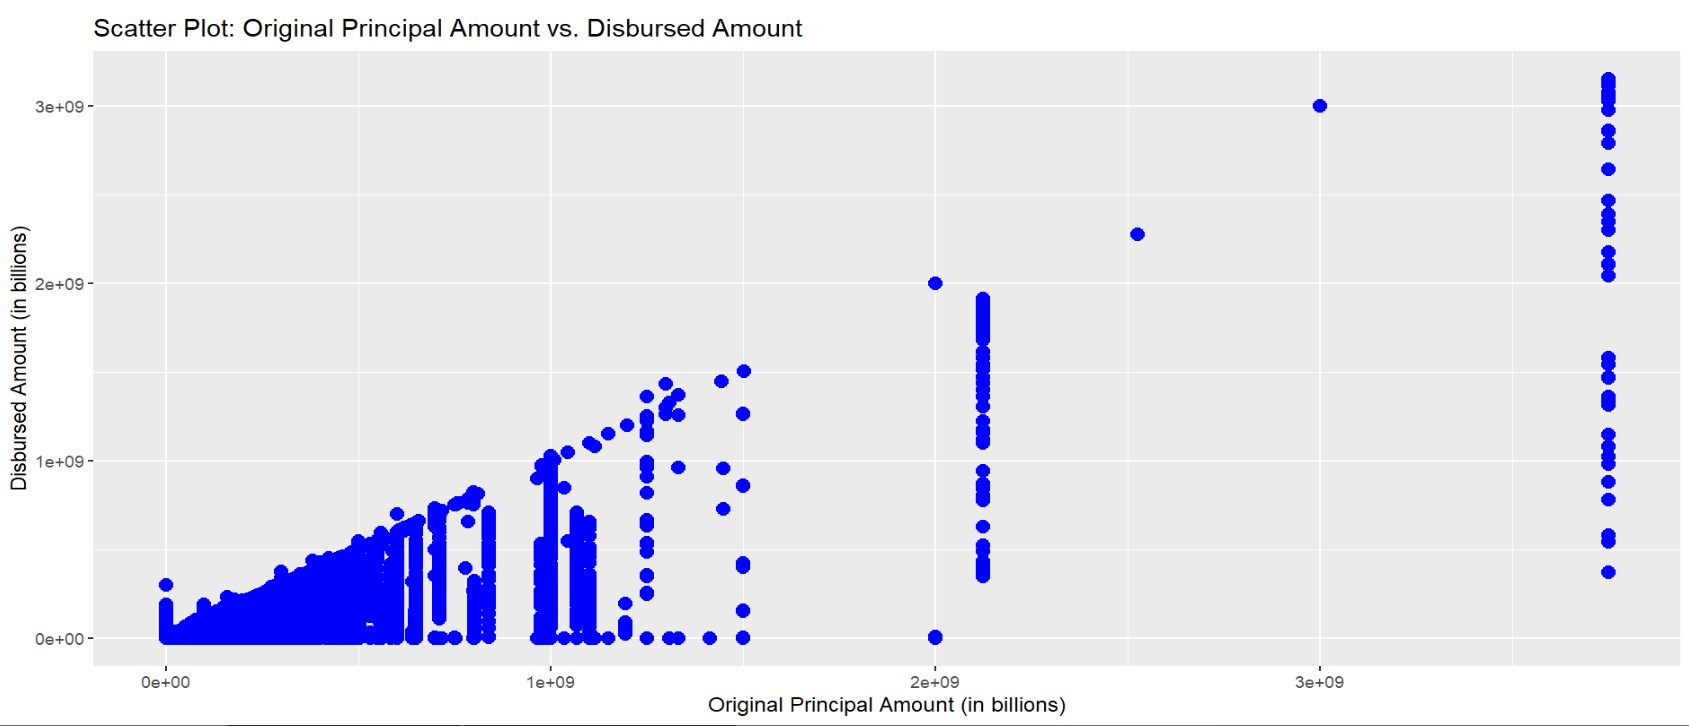 Scatter Plot: Original Principal Amount vs. Disbursed Amount
Disbursed Amount (in billions)
3e+09
2e+09
1e+09
0e+00
0e+00 1e+09 2e+09 3e+09
Original Principal Amount (in billions)